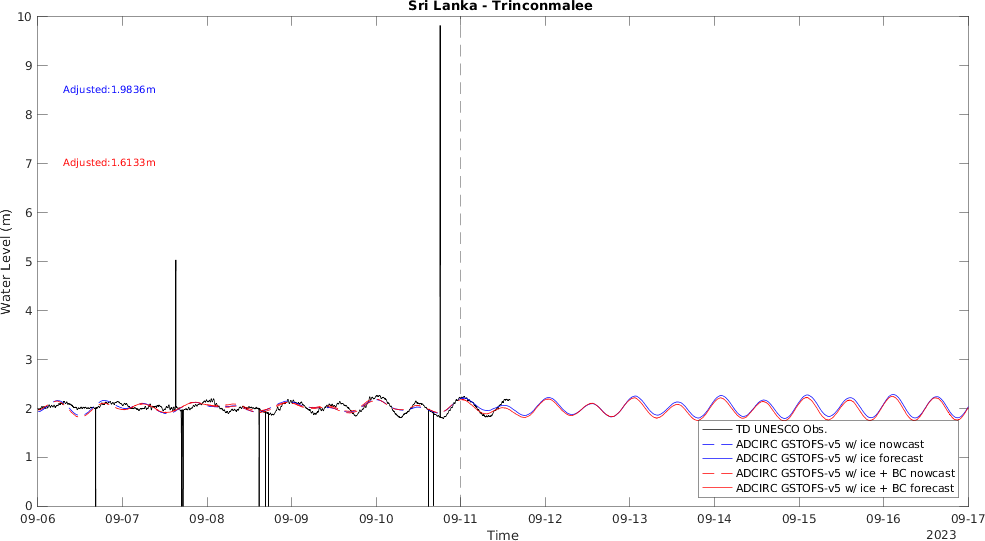 Sri Lanka - Trinconmalee
10
9
8
7
6
5
4
3
2
1
0
Water Level (m)
Adjusted:1.9836m
Adjusted:1.6133m
TD UNESCO Obs.
ADCIRC GSTOFS-v5 w/ ice nowcast
ADCIRC GSTOFS-v5 w/ ice forecast
ADCIRC GSTOFS-v5 w/ ice + BC nowcast
ADCIRC GSTOFS-v5 w/ ice + BC forecast
09-06 09-07 09-08 09-09 09-10 09-11 09-12 09-13 09-14 09-15 09-16 09-17
Time
2023